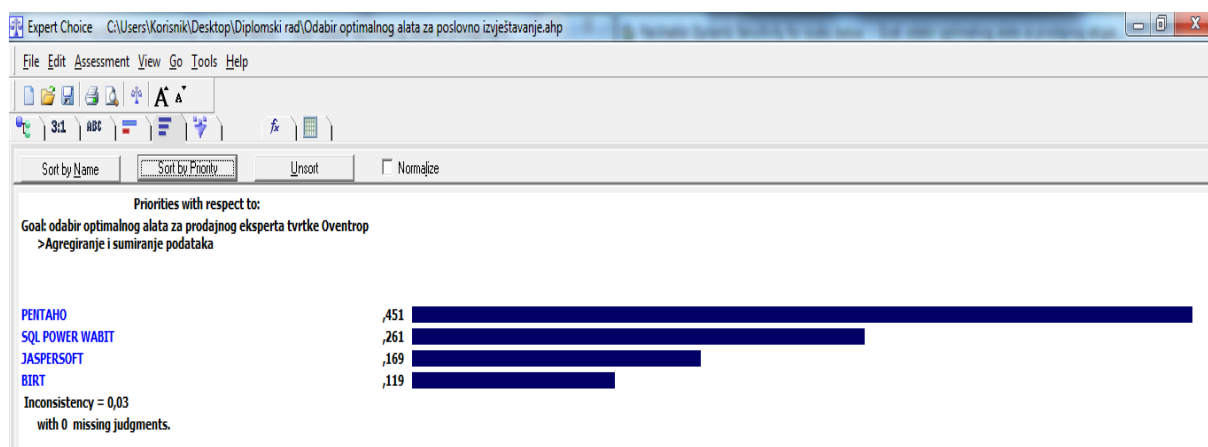 Expert Choice C:\Users\Korisnik\Desktop\Diplomski rad\Odabir optimalnog alata za poslovno izvještavanje.ahp
File Edit Assessment View Go Tools Help
A A
3:1 ABC fx
Sort by Name Sort by Priority Unsort Normalize
Priorities with respect to:
Goal: odabir optimalnog alata za prodajnog eksperta tvrtke Oventrop
>Agregiranje i sumiranje podataka
PENTAHO ,451
SQL POWER WABIT ,261
JASPERSOFT ,169
BIRT ,119
Inconsistency = 0,03
with 0 missing judgments.